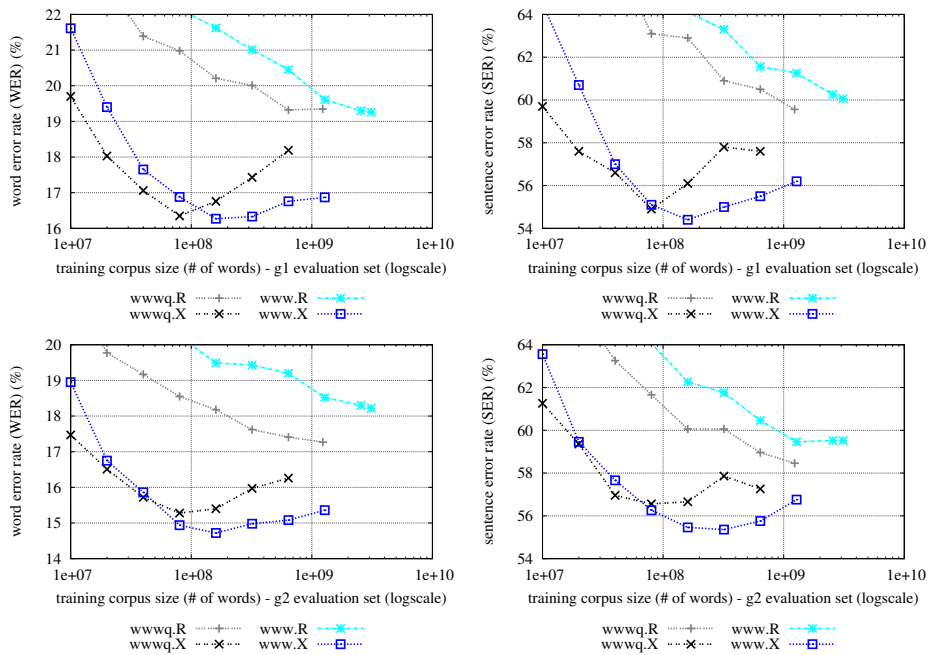 word error rate (WER) (%)
22
21
20
19
18
17
16
1e+07 1e+08 1e+09 1e+10
training corpus size (# of words) - g1 evaluation set (logscale)
wwwq.R www.R
wwwq.X www.X
sentence error rate (SER) (%)
64
62
60
58
56
54
1e+07 1e+08 1e+09 1e+10
training corpus size (# of words) - g1 evaluation set (logscale)
wwwq.R www.R
wwwq.X www.X
word error rate (WER) (%)
20
19
18
17
16
15
14
1e+07 1e+08 1e+09 1e+10
training corpus size (# of words) - g2 evaluation set (logscale)
wwwq.R www.R
wwwq.X www.X
sentence error rate (SER) (%)
64
62
60
58
56
54
1e+07 1e+08 1e+09 1e+10
training corpus size (# of words) - g2 evaluation set (logscale)
wwwq.R www.R
wwwq.X www.X